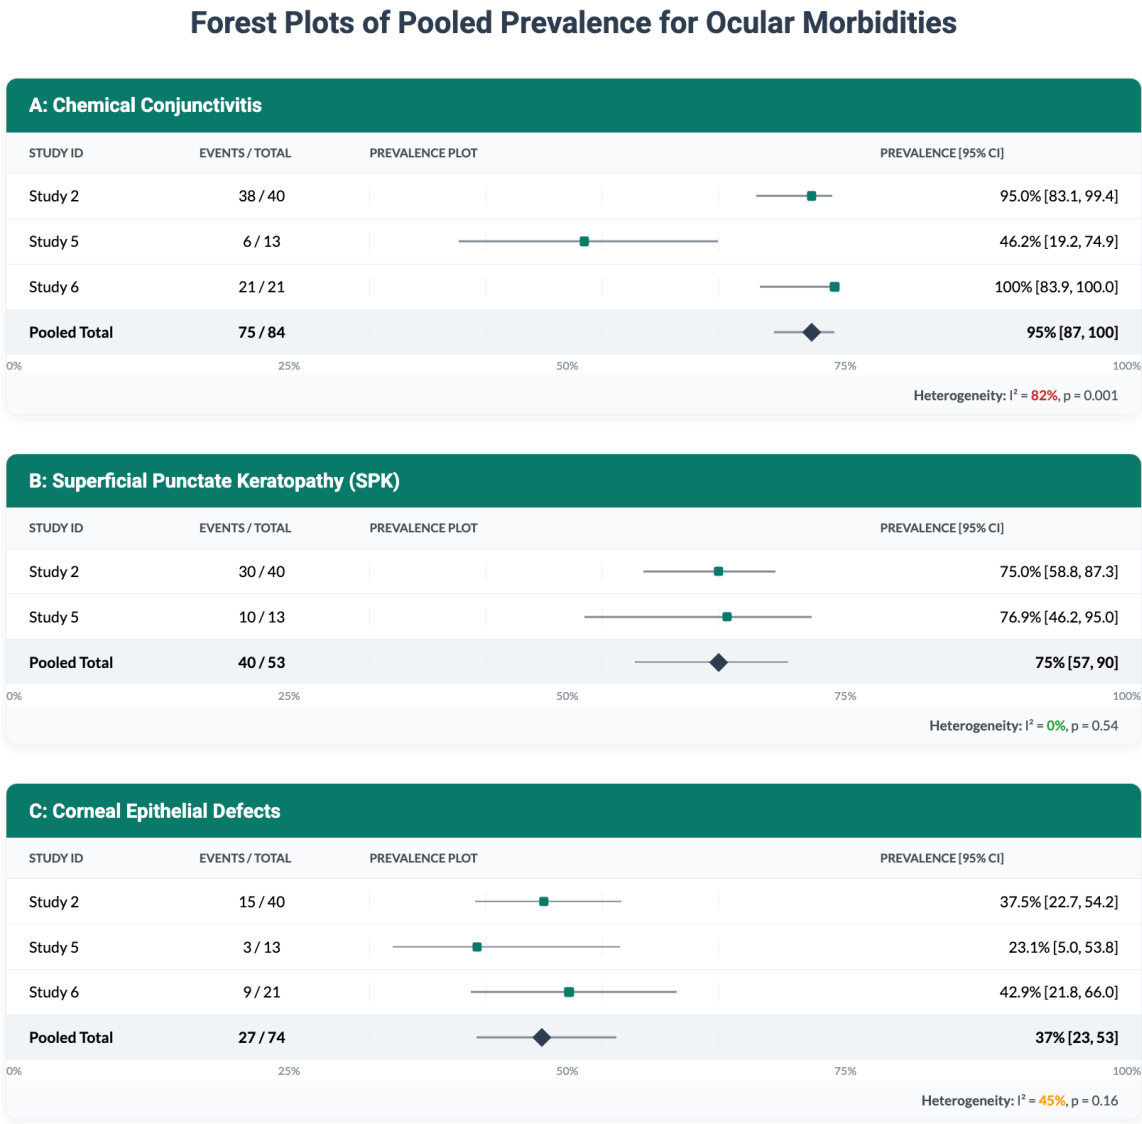 Forest Plots of Pooled Prevalence for Ocular Morbidities
A: Chemical Conjunctivitis
STUDY ID EVENTS / TOTAL PREVALENCE PLOT PREVALENCE [95% CI]
Study 2 38 / 40 95.0% [83.1, 99.4]
Study 5 6 / 13 46.2% [19.2, 74.9]
Study 6 21 / 21 100% [83.9, 100.0]
Pooled Total 75 / 84 95% [87, 100]
0% 25% 50% 75% 100%
Heterogeneity: I² = 82%, p = 0.001
B: Superficial Punctate Keratopathy (SPK)
STUDY ID EVENTS / TOTAL PREVALENCE PLOT PREVALENCE [95% CI]
Study 2 30 / 40 75.0% [58.8, 87.3]
Study 5 10 / 13 76.9% [46.2, 95.0]
Pooled Total 40 / 53 75% [57, 90]
0% 25% 50% 75% 100%
Heterogeneity: I² = 0%, p = 0.54
C: Corneal Epithelial Defects
STUDY ID EVENTS / TOTAL PREVALENCE PLOT PREVALENCE [95% CI]
Study 2 15 / 40 37.5% [22.7, 54.2]
Study 5 3 / 13 23.1% [5.0, 53.8]
Study 6 9 / 21 42.9% [21.8, 66.0]
Pooled Total 27 / 74 37% [23, 53]
0% 25% 50% 75% 100%
Heterogeneity: I² = 45%, p = 0.16